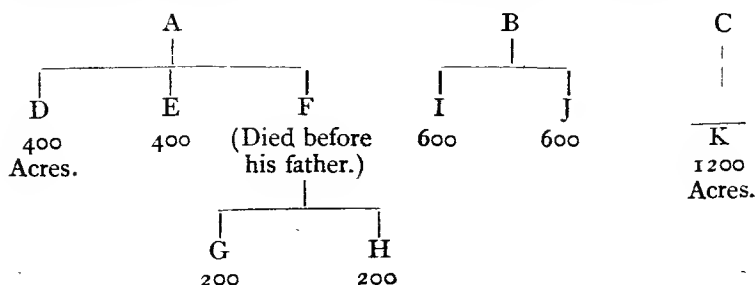 A B C
D E F I J
400 400 (Died before 600 600 K
Acres. his father.) 1200
Acres.
G H
200 200